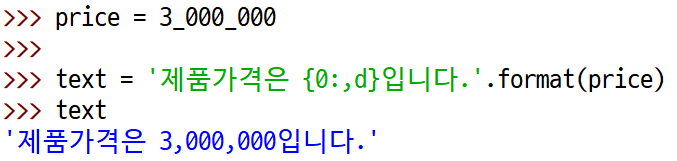 >>> price = 3_000_000
>>>
>>> text = '제품가격은 {0:,d}입니다.'.format(price)
>>> text
'제품가격은 3,000,000입니다.'